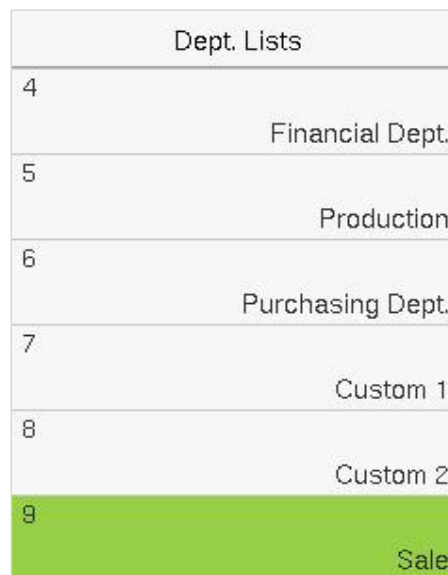 Dept. Lists
4
Financial Dept.
5
Production
6
Purchasing Dept.
7
Custom 1
8
Custom 2
9
Sale